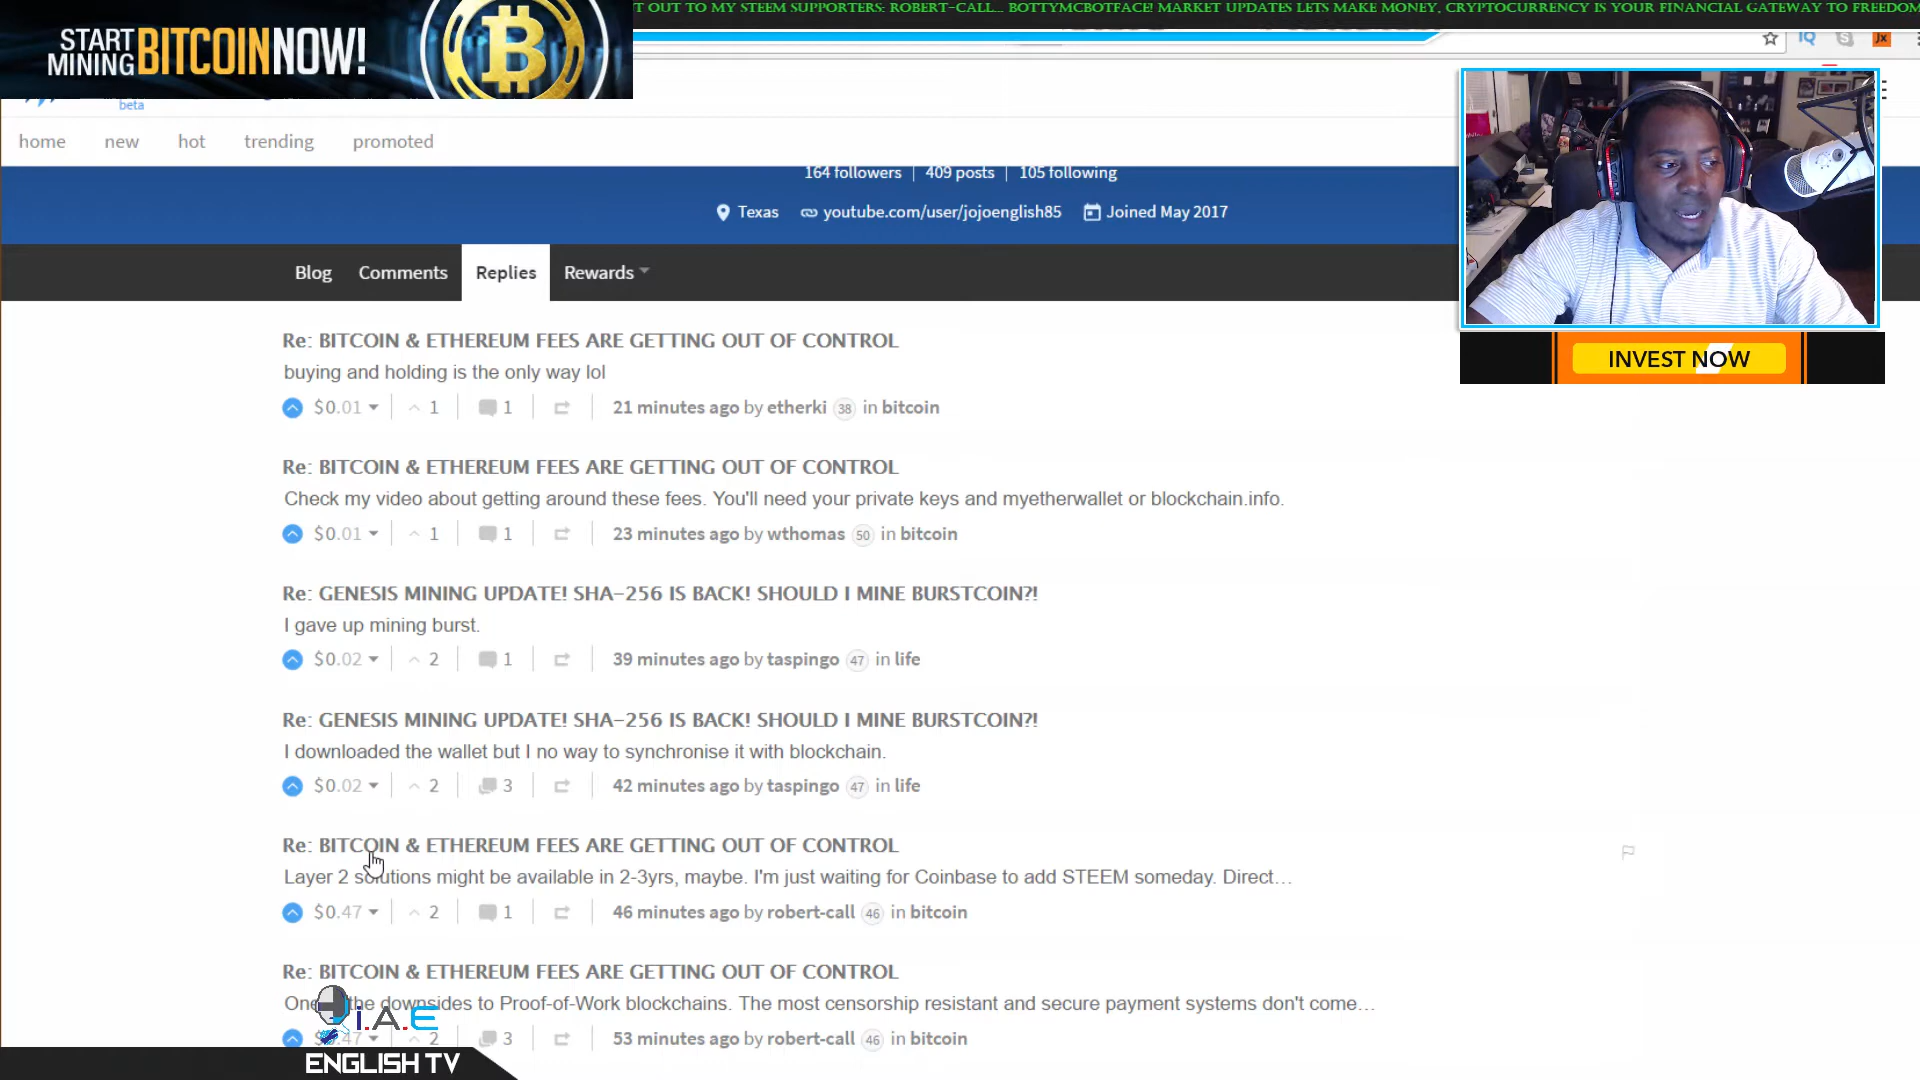 T OUT TO MY STEEM SUPPORTERS: ROBERT-CALL... BOTTYMCBOTFACE! MARKET UPDATES LETS MAKE MONEY, CRYPTOCURRENCY IS YOUR FINANCIAL GATEWAY TO FREEDOM
START MINING BITCOIN NOW!
IQ
S
Jx
beta
home new hot trending promoted
164 followers | 409 posts | 105 following
Texas youtube.com/user/jojoenglish85 Joined May 2017
Blog Comments Replies Rewards
INVEST NOW
Re: BITCOIN & ETHEREUM FEES ARE GETTING OUT OF CONTROL
buying and holding is the only way lol
$0.01 1 1 21 minutes ago by etherki 38 in bitcoin
Re: BITCOIN & ETHEREUM FEES ARE GETTING OUT OF CONTROL
Check my video about getting around these fees. You'll need your private keys and myetherwallet or blockchain.info.
$0.01 1 1 23 minutes ago by wthomas 50 in bitcoin
Re: GENESIS MINING UPDATE! SHA-256 IS BACK! SHOULD I MINE BURSTCOIN?!
I gave up mining burst.
$0.02 2 1 39 minutes ago by taspingo 47 in life
Re: GENESIS MINING UPDATE! SHA-256 IS BACK! SHOULD I MINE BURSTCOIN?!
I downloaded the wallet but I no way to synchronise it with blockchain.
$0.02 2 3 42 minutes ago by taspingo 47 in life
Re: BITCOIN & ETHEREUM FEES ARE GETTING OUT OF CONTROL
Layer 2 solutions might be available in 2-3yrs, maybe. I'm just waiting for Coinbase to add STEEM someday. Direct...
$0.47 2 1 46 minutes ago by robert-call 46 in bitcoin
Re: BITCOIN & ETHEREUM FEES ARE GETTING OUT OF CONTROL
the downsides to Proof-of-Work blockchains. The most censorship resistant and secure payment systems don't come...
2 3 53 minutes ago by robert-call 46 in bitcoin
i.A.E
ENGLISH TV